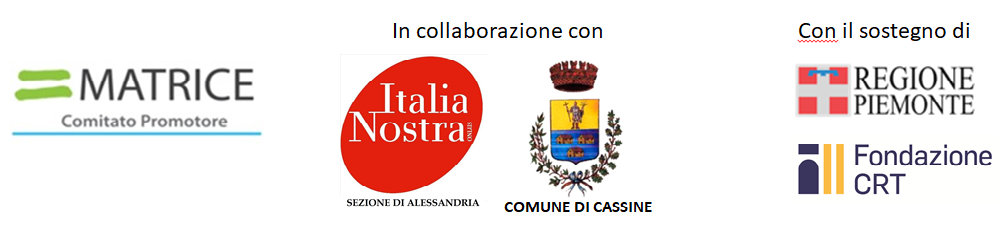 MATRICE
Comitato Promotore
In collaborazione con
Italia
Nostra
ONLUS
SEZIONE DI ALESSANDRIA
COMUNE DI CASSINE
Con il sostegno di
REGIONE
PIEMONTE
Fondazione
CRT